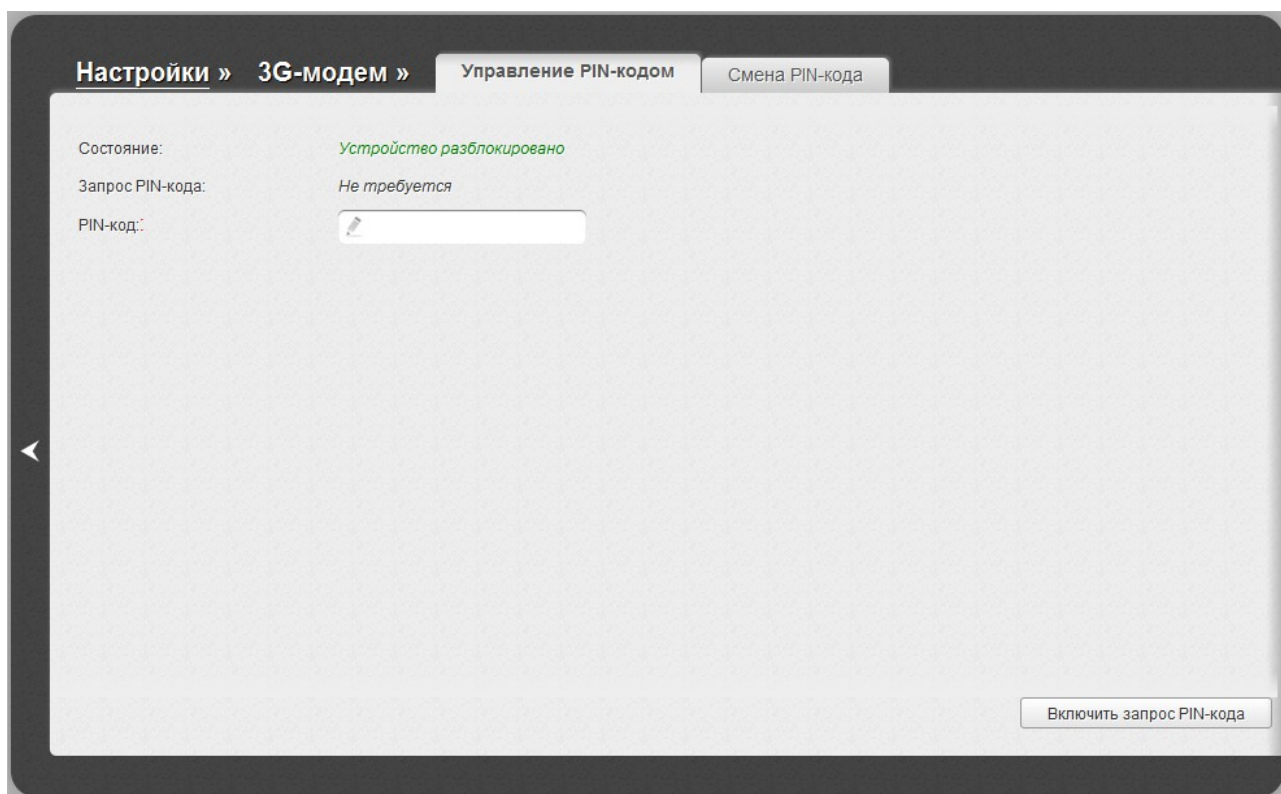 Настройки » 3G-модем » Управление PIN-кодом Смена PIN-кода
Состояние: Устройство разблокировано
Запрос PIN-кода: Не требуется
PIN-код:*
Включить запрос PIN-кода